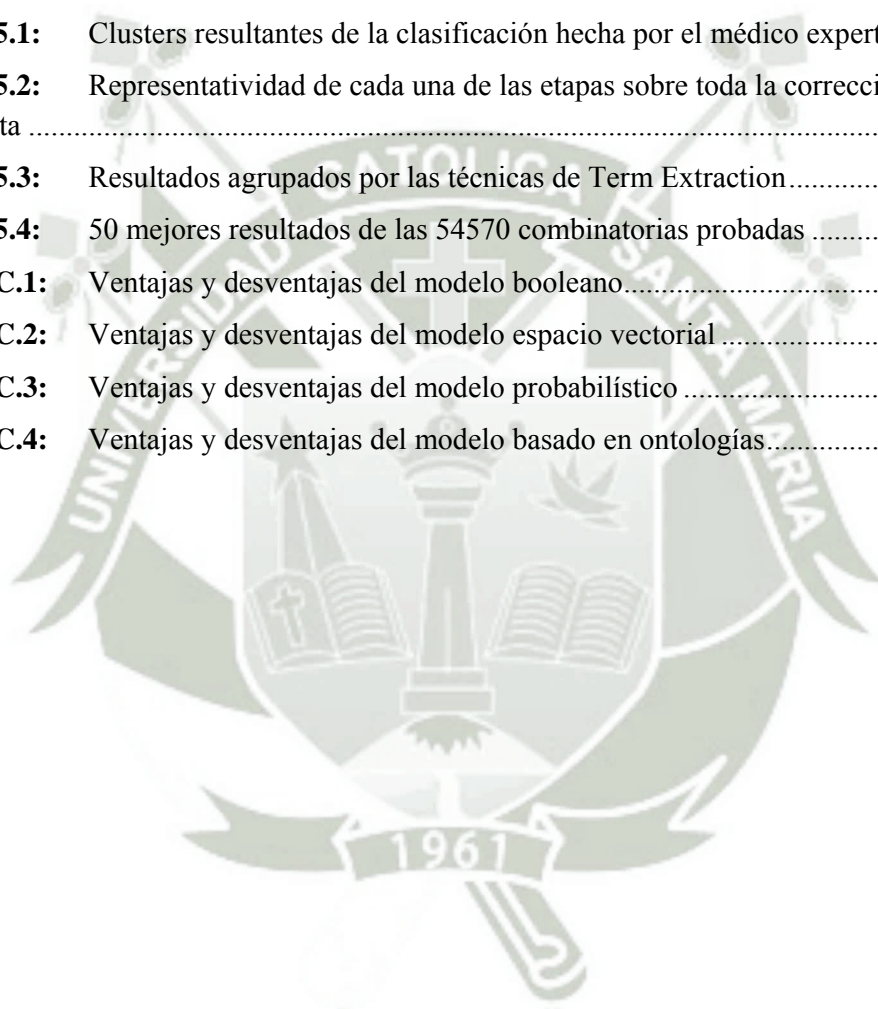 5.1: Clusters resultantes de la clasificación hecha por el médico expert
5.2: Representatividad de cada una de las etapas sobre toda la correcci
ta ....................................................................................................
5.3: Resultados agrupados por las técnicas de Term Extraction............
5.4: 50 mejores resultados de las 54570 combinatorias probadas .........
C.1: Ventajas y desventajas del modelo booleano..................................
C.2: Ventajas y desventajas del modelo espacio vectorial .....................
C.3: Ventajas y desventajas del modelo probabilístico ..........................
C.4: Ventajas y desventajas del modelo basado en ontologías...............
UNIVERSIDAD CATOLICA SANTA MARIA
1961